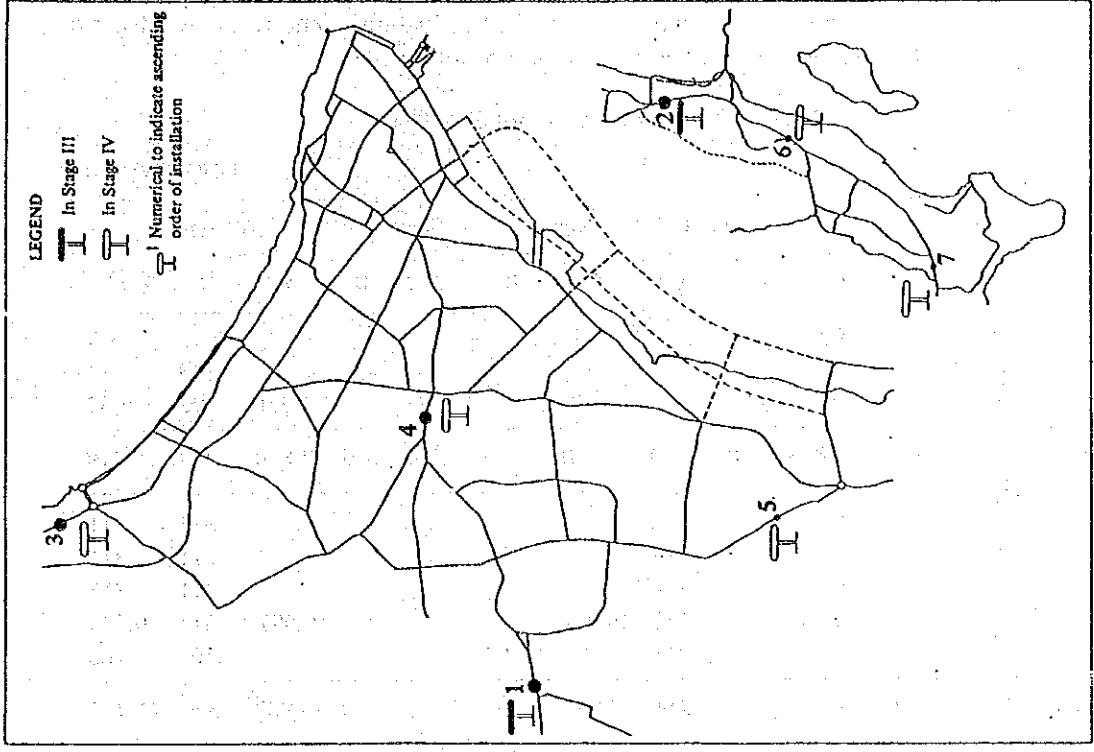 LEGEND
In Stage III
In Stage IV
1 Numerical to indicate ascending
order of installation
3
4
5
1
2
6
7